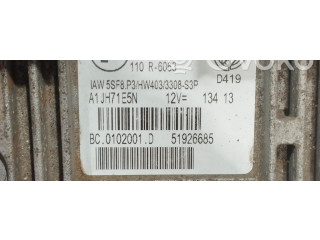 110 R-6063
IAW 5SF8.P3/HW403/3308-S3P
D419
A1JH71E5N 12V= 134 13
BC.0102001.D 51926685